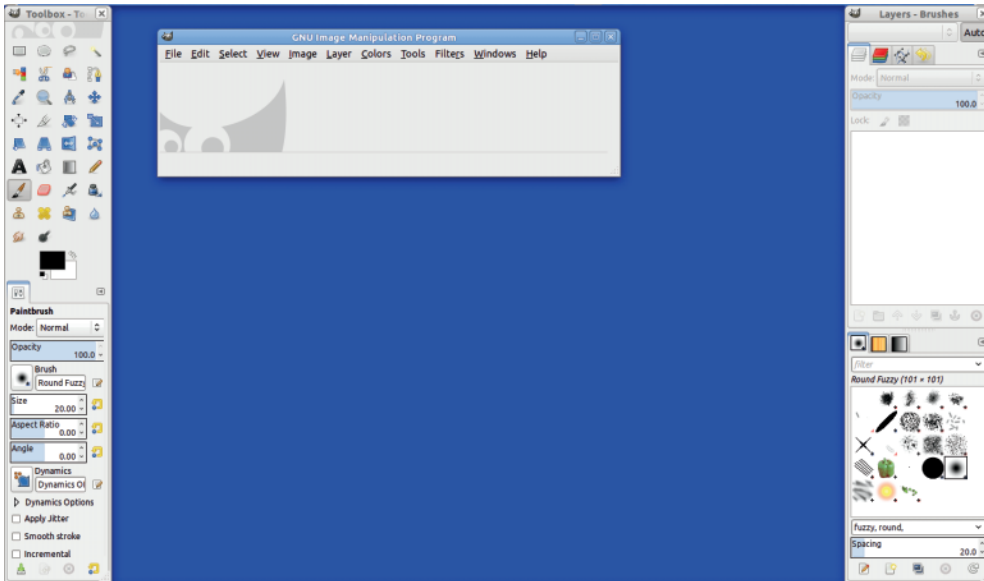 Toolbox - To
Paintbrush
Mode: Normal
Opacity
100.0
Brush
Round Fuzzy
Size
20.00
Aspect Ratio
0.00
Angle
0.00
Dynamics
Dynamics Of
Dynamics Options
Apply Jitter
Smooth stroke
Incremental
GNU Image Manipulation Program
File Edit Select View Image Layer Colors Tools Filters Windows Help
Layers - Brushes
Auto
Mode: Normal
Opacity
100.0
Lock:
filter
Round Fuzzy (101 × 101)
fuzzy, round,
Spacing
20.0